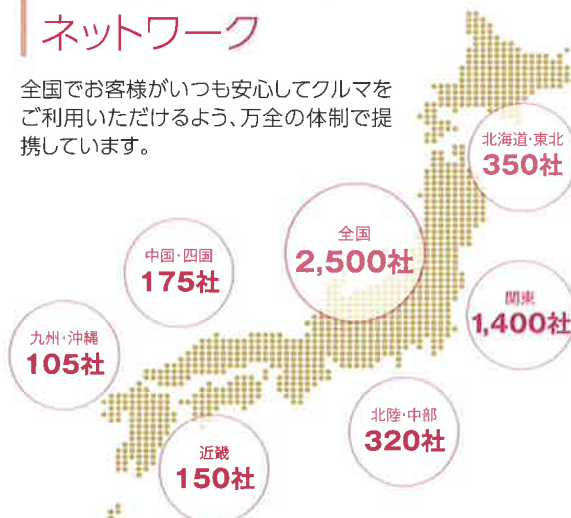 ネットワーク
全国でお客様がいつも安心してクルマを
ご利用いただけるよう、万全の体制で提
携しています。
北海道・東北
350社
全国
2,500社
中国・四国
175社
関東
1,400社
九州・沖縄
105社
北陸・中部
320社
近畿
150社